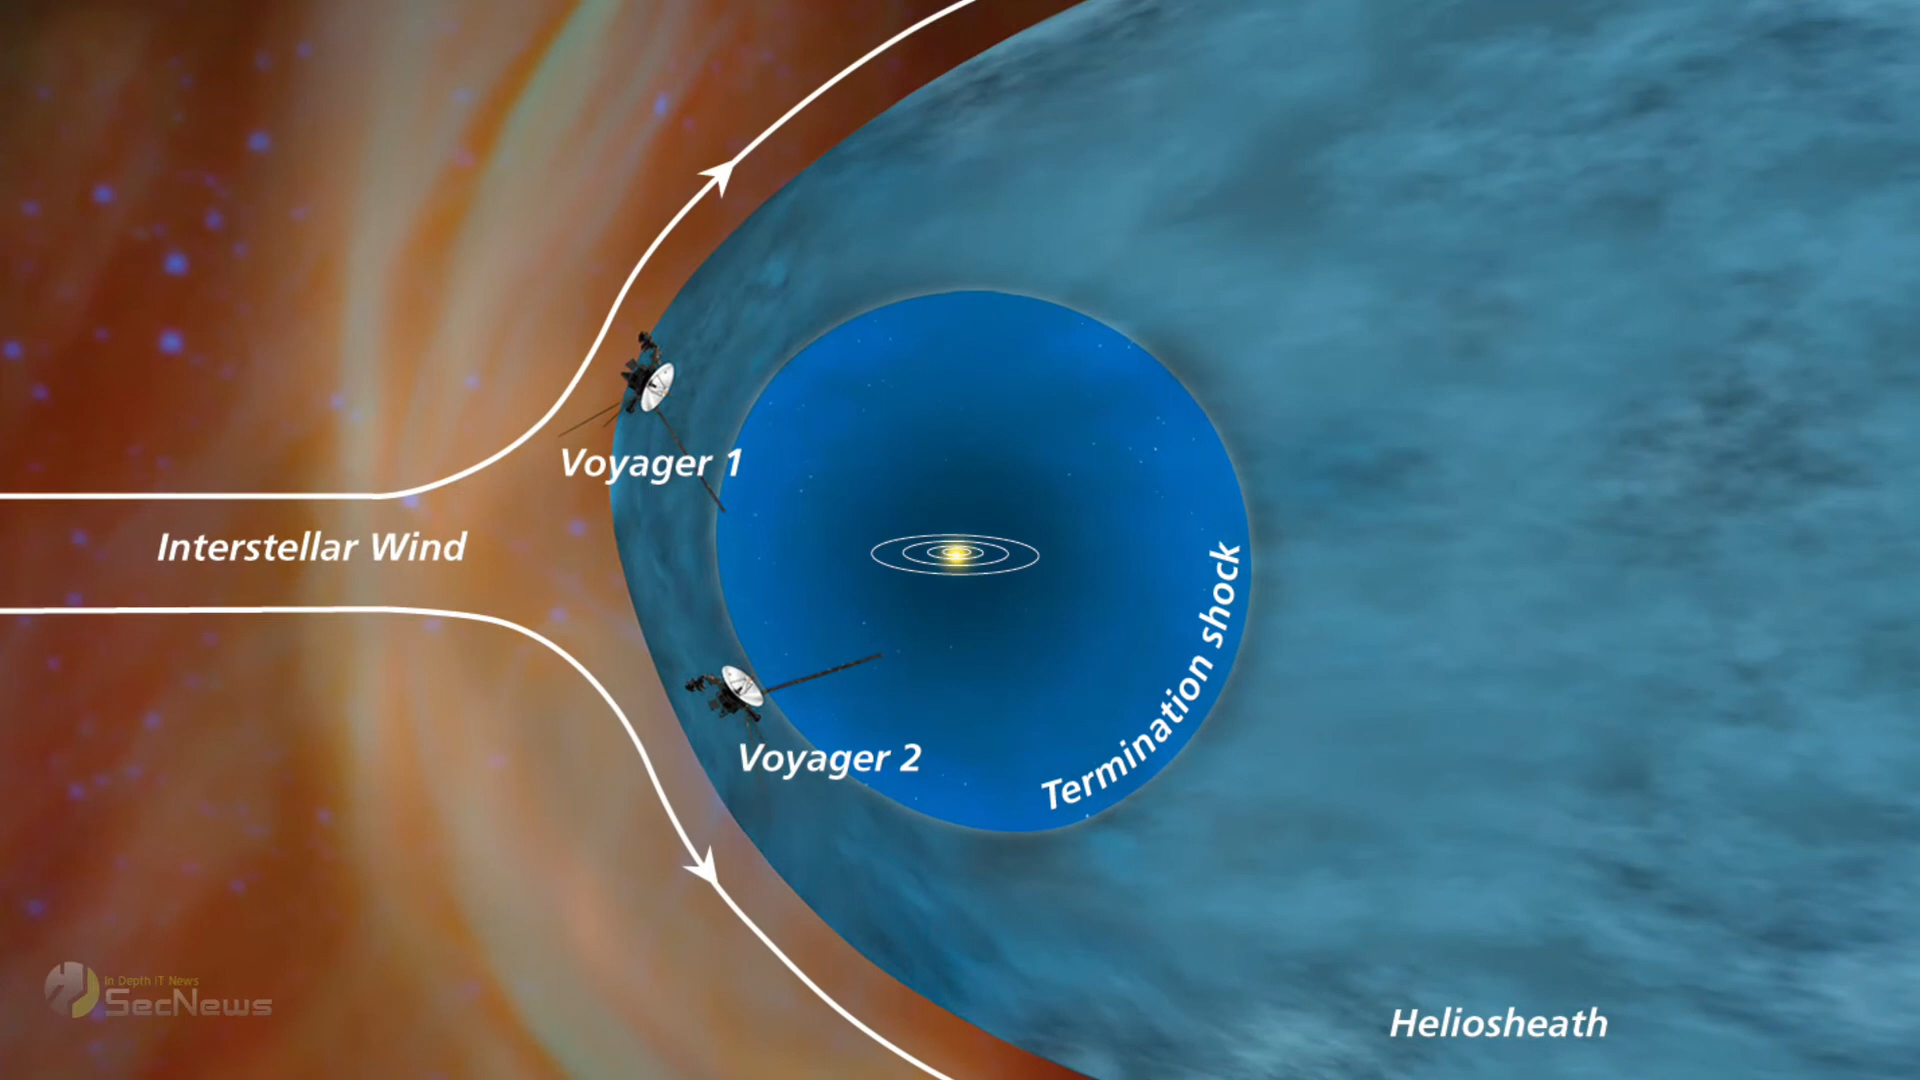 Voyager 1
Interstellar Wind
Termination shock
Voyager 2
In Depth IT News
SecNews
Heliosheath